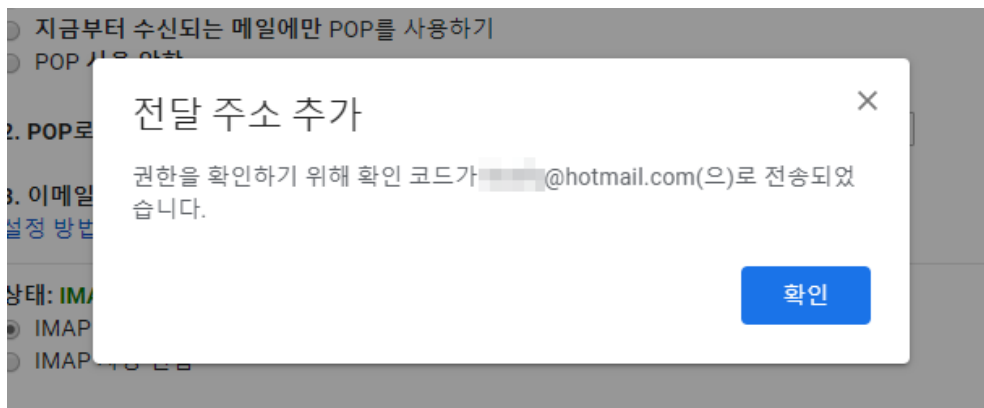 지금부터 수신되는 메일에만 POP를 사용하기
POP
전달 주소 추가
2. POP로
권한을 확인하기 위해 확인 코드가 @hotmail.com(으)로 전송되었
습니다.
3. 이메일
설정 방법
확인
상태: IMA
IMAP
IMAP